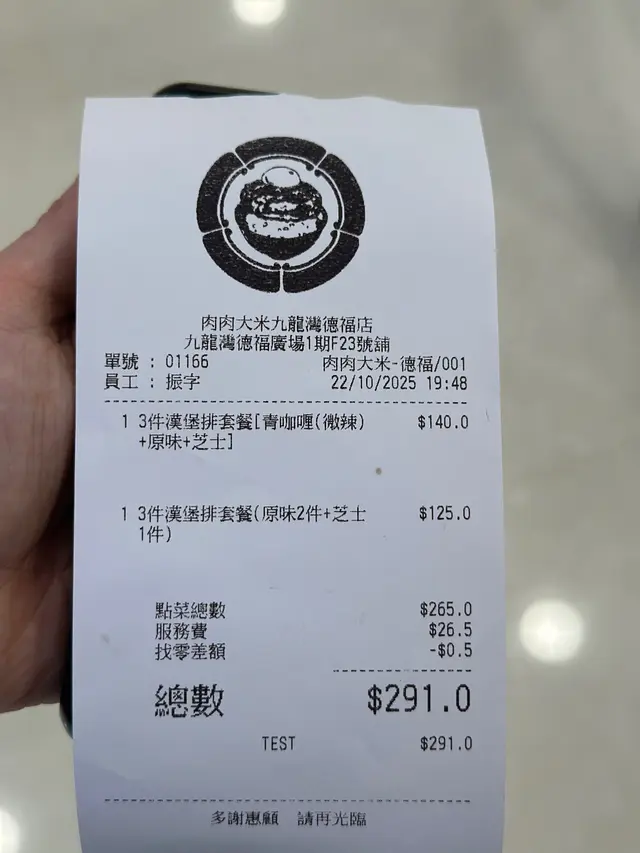 肉肉大米九龍灣德福店
九龍灣德福廣場1期F23號舖
單號 : 01166 肉肉大米-德福/001
員工 : 振宇 22/10/2025 19:48
1 3件漢堡排套餐[青咖喱(微辣) $140.0
+原味+芝士]
1 3件漢堡排套餐(原味2件+芝士 $125.0
1件)
點菜總數 $265.0
服務費 $26.5
找零差額 -$0.5
總數 $291.0
TEST $291.0
多謝惠顧 請再光臨